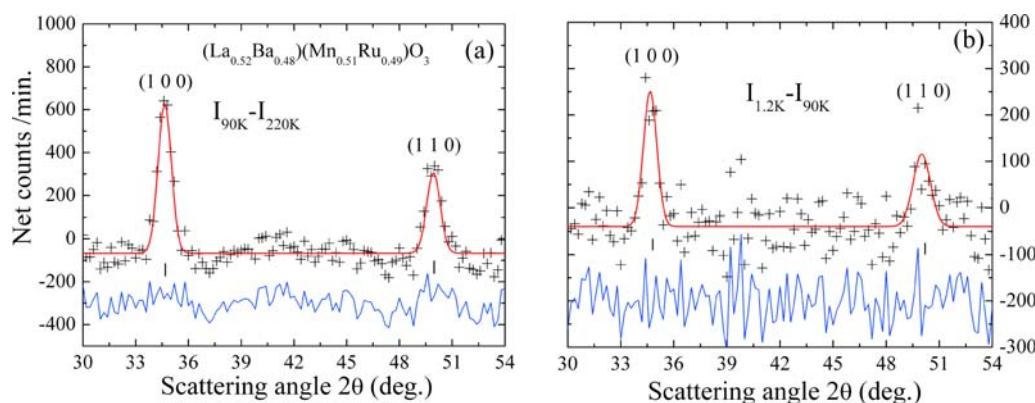 1000
800
600
400
200
0
-200
-400
Net counts /min.
(La0.52Ba0.48)(Mn0.51Ru0.49)O3
(a)
(1 0 0)
I90K-I220K
(1 1 0)
30 33 36 39 42 45 48 51 54
Scattering angle 2θ (deg.)
400
300
200
100
0
-100
-200
-300
(b)
(1 0 0)
I1.2K-I90K
(1 1 0)
30 33 36 39 42 45 48 51 54
Scattering angle 2θ (deg.)